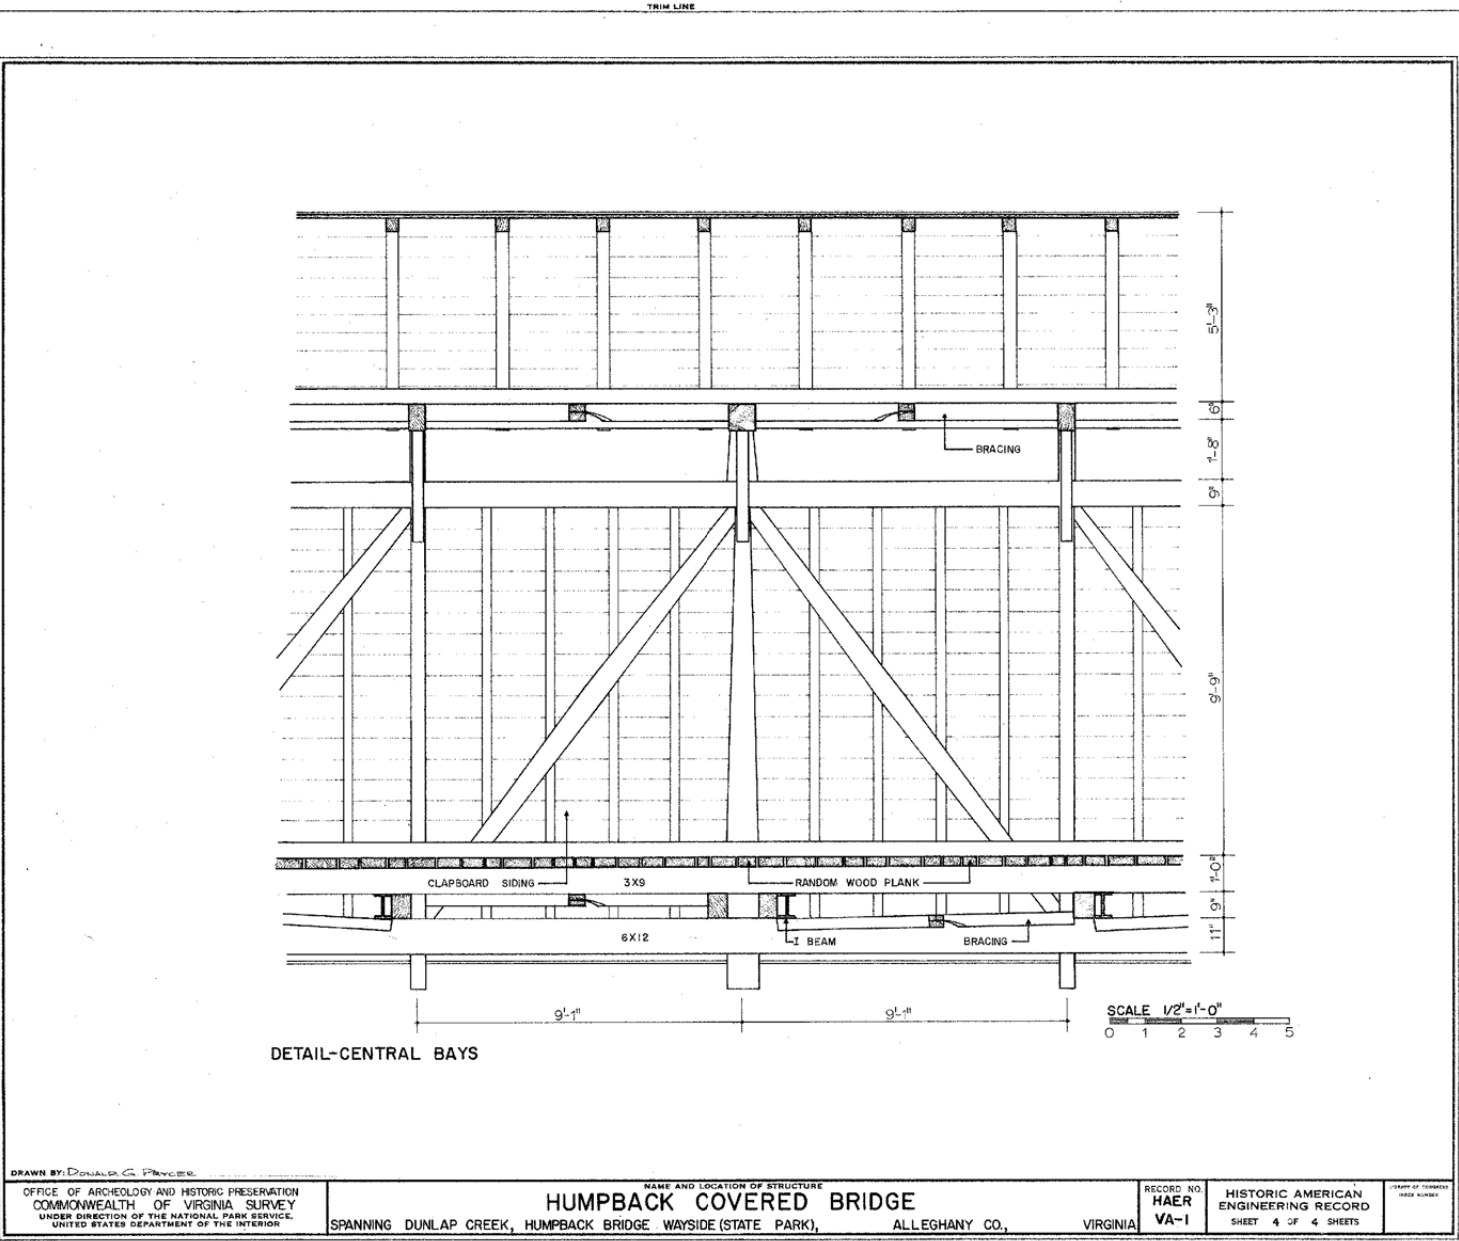 TRIM LINE
5'-3"
6"
BRACING
1'-8"
9"
9'-9"
CLAPBOARD SIDING
3X9
RANDOM WOOD PLANK
1'-0"
9"
6X12
I BEAM
BRACING
11"
9'-1"
9'-1"
SCALE 1/2"=1'-0"
0 1 2 3 4 5
DETAIL-CENTRAL BAYS
DRAWN BY: DONALD G.
OFFICE OF ARCHEOLOGY AND HISTORIC PRESERVATION
COMMONWEALTH OF VIRGINIA SURVEY
UNDER DIRECTION OF THE NATIONAL PARK SERVICE,
UNITED STATES DEPARTMENT OF THE INTERIOR
NAME AND LOCATION OF STRUCTURE
HUMPBACK COVERED BRIDGE
SPANNING DUNLAP CREEK, HUMPBACK BRIDGE WAYSIDE (STATE PARK), ALLEGHANY CO., VIRGINIA
RECORD NO.
HAER
VA-1
HISTORIC AMERICAN
ENGINEERING RECORD
SHEET 4 OF 4 SHEETS
LIBRARY OF CONGRESS
INDEX NUMBER